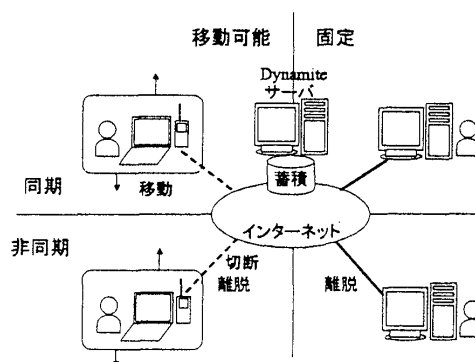 移動可能
固定
Dynamite
サーバ
蓄積
同期
移動
インターネット
非同期
切断
離脱
離脱